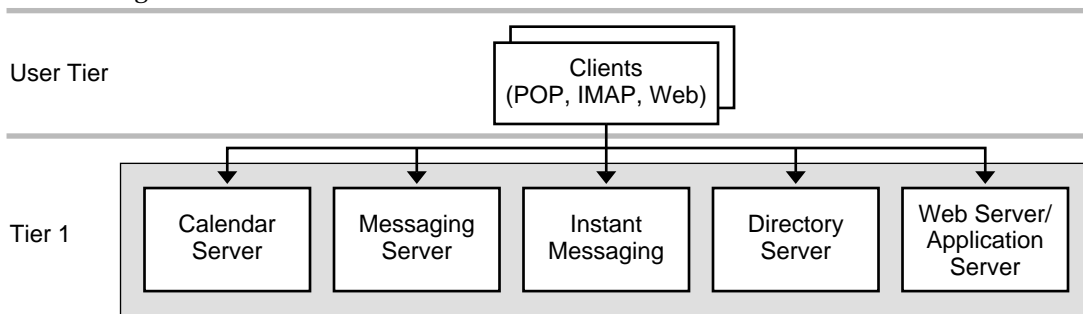 User Tier
Clients
(POP, IMAP, Web)
Tier 1
Calendar
Server
Messaging
Server
Instant
Messaging
Directory
Server
Web Server/
Application
Server